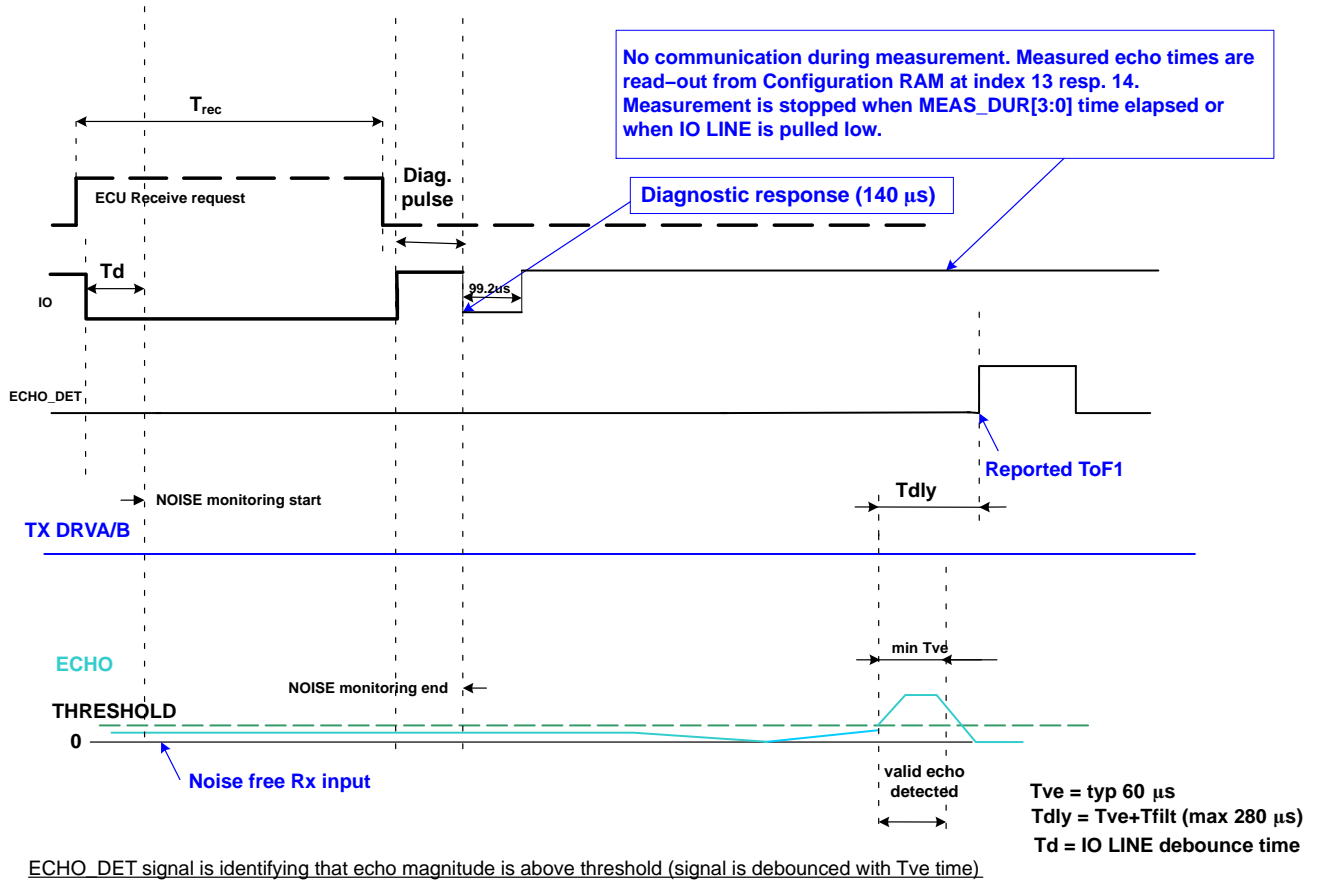 No communication during measurement. Measured echo times are
read–out from Configuration RAM at index 13 resp. 14.
Measurement is stopped when MEAS_DUR[3:0] time elapsed or
when IO LINE is pulled low.
Trec
Diag.
pulse
ECU Receive request
Diagnostic response (140 µs)
Td
99.2us
IO
ECHO_DET
Reported ToF1
Tdly
NOISE monitoring start
TX DRVA/B
min Tve
ECHO
NOISE monitoring end
THRESHOLD
0
Noise free Rx input
valid echo
detected
Tve = typ 60 µs
Tdly = Tve+Tfilt (max 280 µs)
Td = IO LINE debounce time
ECHO_DET signal is identifying that echo magnitude is above threshold (signal is debounced with Tve time)